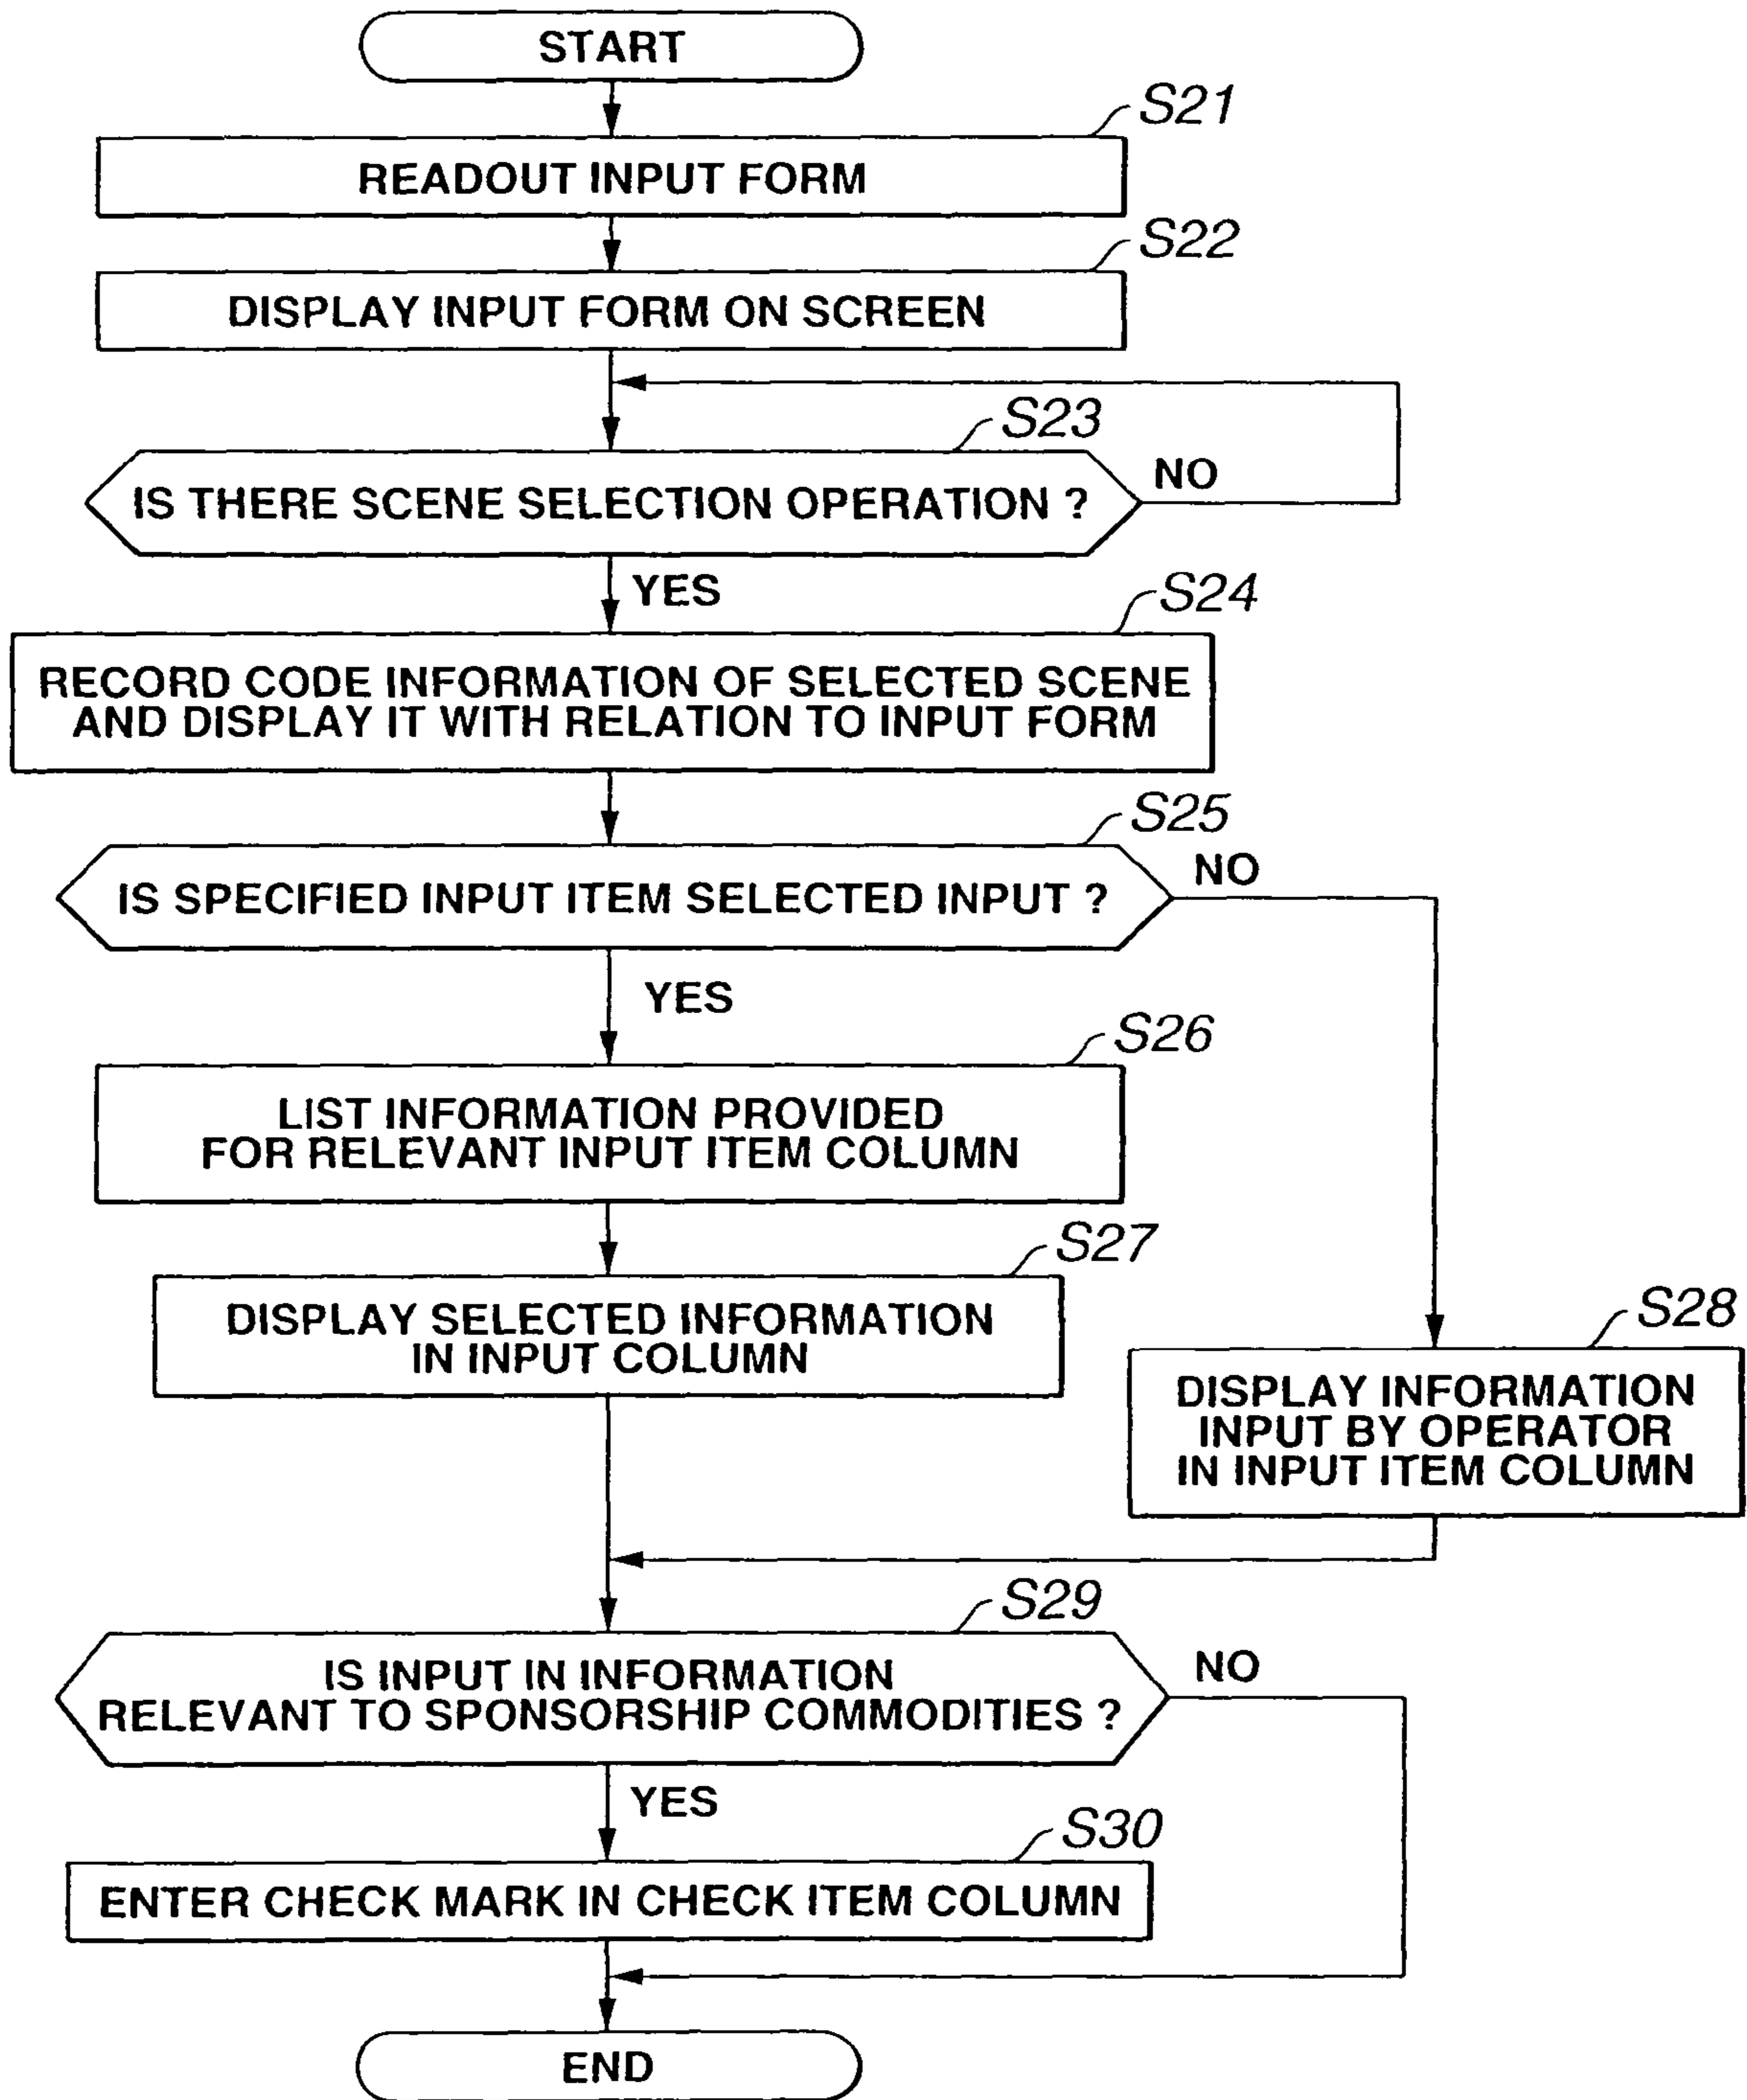 START
S21
READOUT INPUT FORM
S22
DISPLAY INPUT FORM ON SCREEN
S23
IS THERE SCENE SELECTION OPERATION ?
NO
YES
S24
RECORD CODE INFORMATION OF SELECTED SCENE
AND DISPLAY IT WITH RELATION TO INPUT FORM
S25
IS SPECIFIED INPUT ITEM SELECTED INPUT ?
NO
YES
S26
LIST INFORMATION PROVIDED
FOR RELEVANT INPUT ITEM COLUMN
S27
DISPLAY SELECTED INFORMATION
IN INPUT COLUMN
S28
DISPLAY INFORMATION
INPUT BY OPERATOR
IN INPUT ITEM COLUMN
S29
IS INPUT IN INFORMATION
RELEVANT TO SPONSORSHIP COMMODITIES ?
NO
YES
S30
ENTER CHECK MARK IN CHECK ITEM COLUMN
END